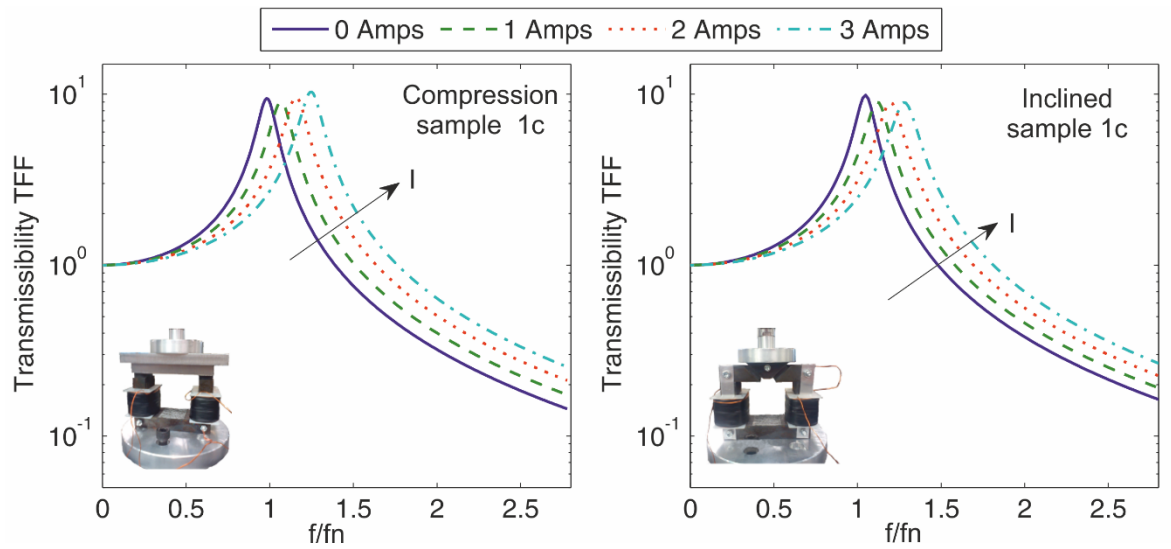 0 Amps 1 Amps 2 Amps 3 Amps
Transmissibility TFF
10^1
10^0
10^-1
Compression
sample 1c
I
0 0.5 1 1.5 2 2.5
f/fn
Transmissibility TFF
10^1
10^0
10^-1
Inclined
sample 1c
I
0 0.5 1 1.5 2 2.5
f/fn